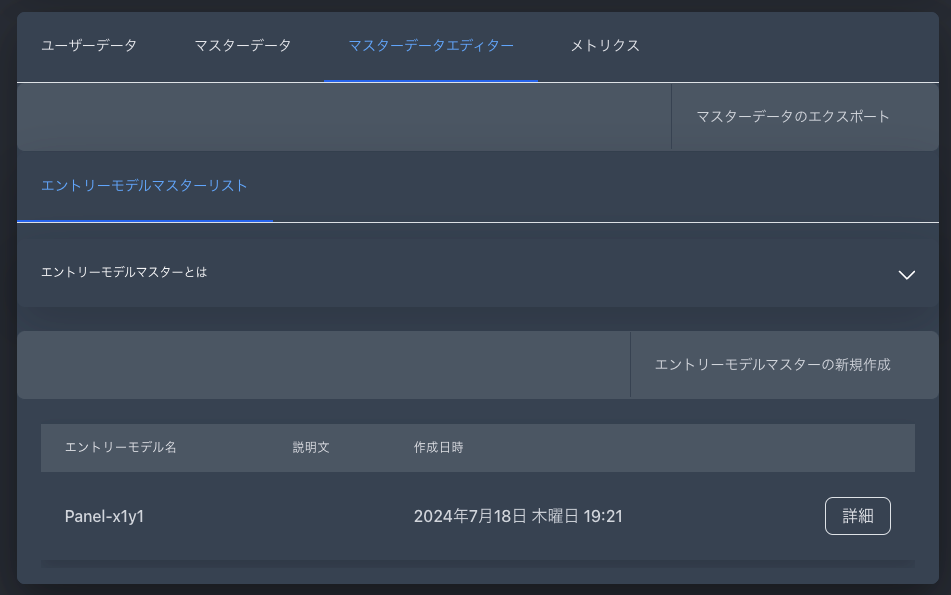 ユーザーデータ マスターデータ マスターデータエディター メトリクス
マスターデータのエクスポート
エントリーモデルマスターリスト
エントリーモデルマスターとは
エントリーモデルマスターの新規作成
エントリーモデル名 説明文 作成日時
Panel-x1y1 2024年7月18日 木曜日 19:21 詳細